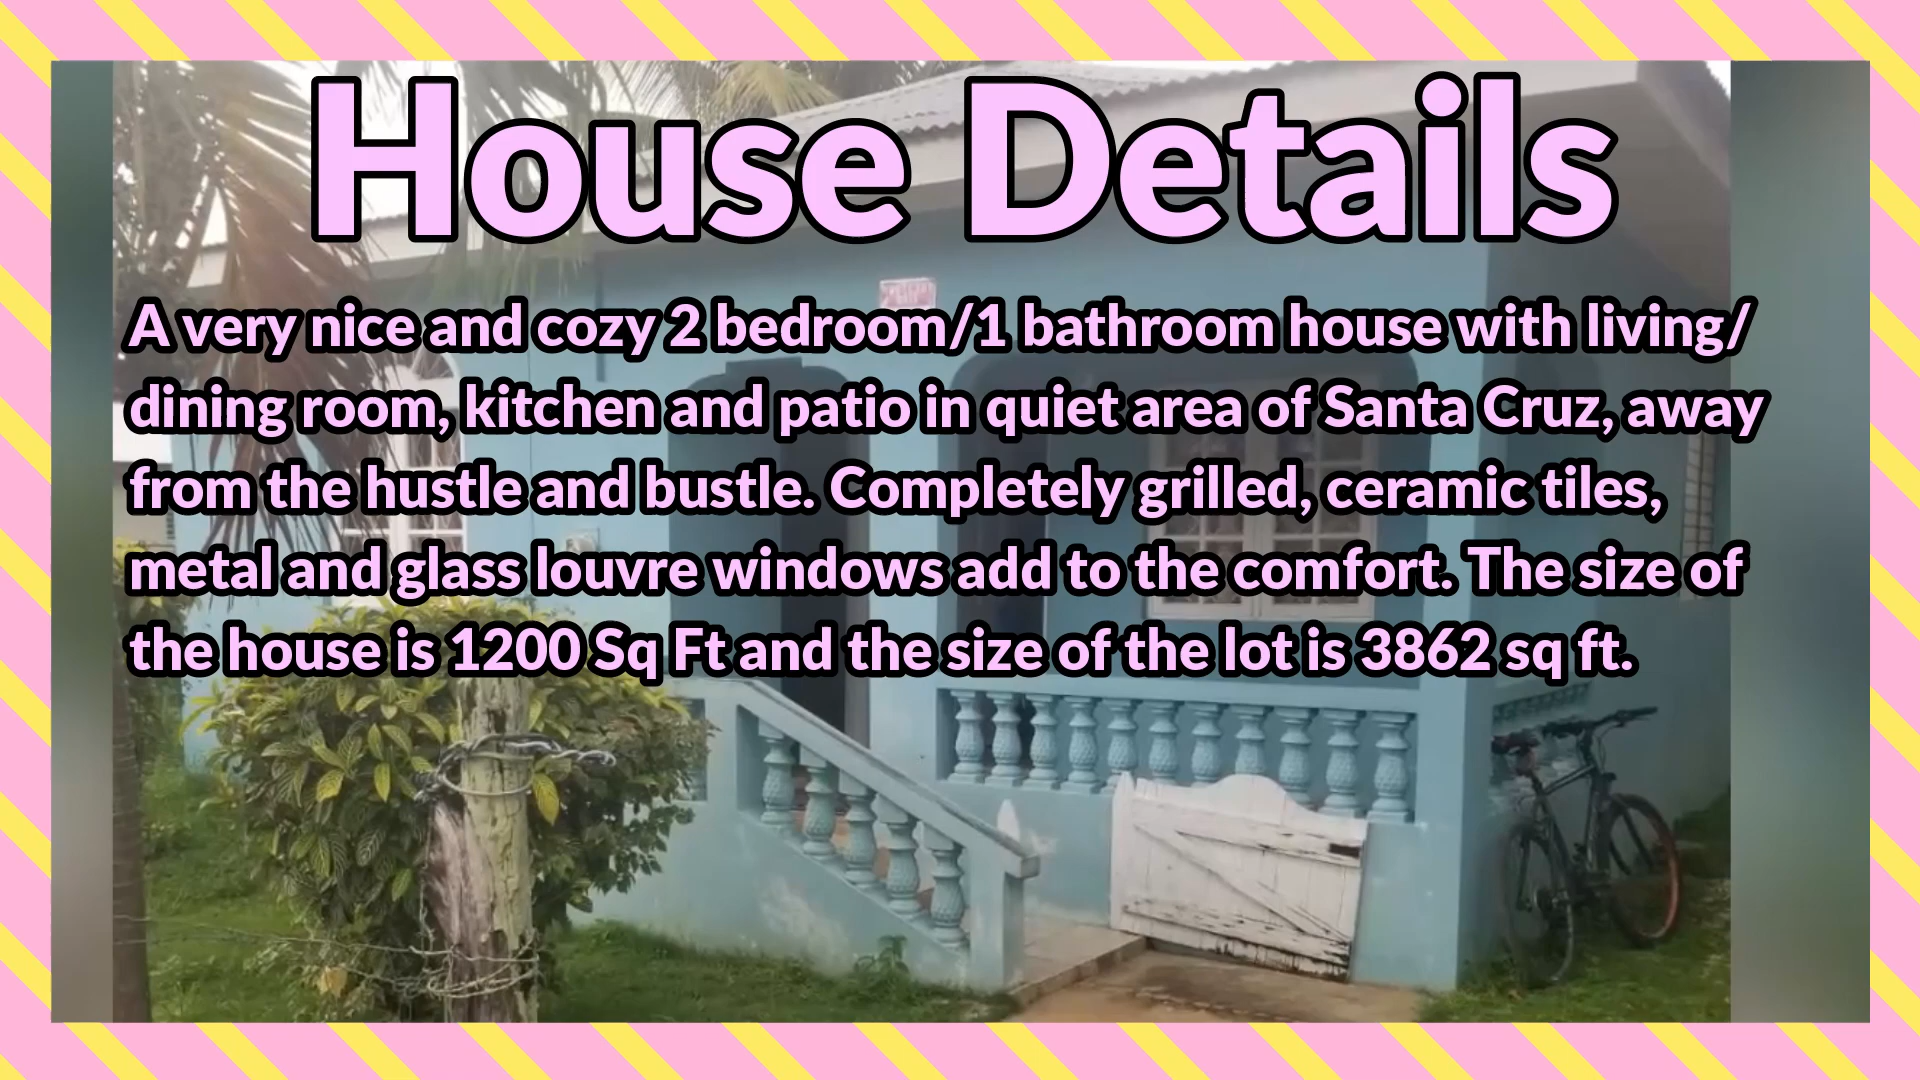 House Details
A very nice and cozy 2 bedroom/1 bathroom house with living/
dining room, kitchen and patio in quiet area of Santa Cruz, away
from the hustle and bustle. Completely grilled, ceramic tiles,
metal and glass louvre windows add to the comfort. The size of
the house is 1200 Sq Ft and the size of the lot is 3862 sq ft.